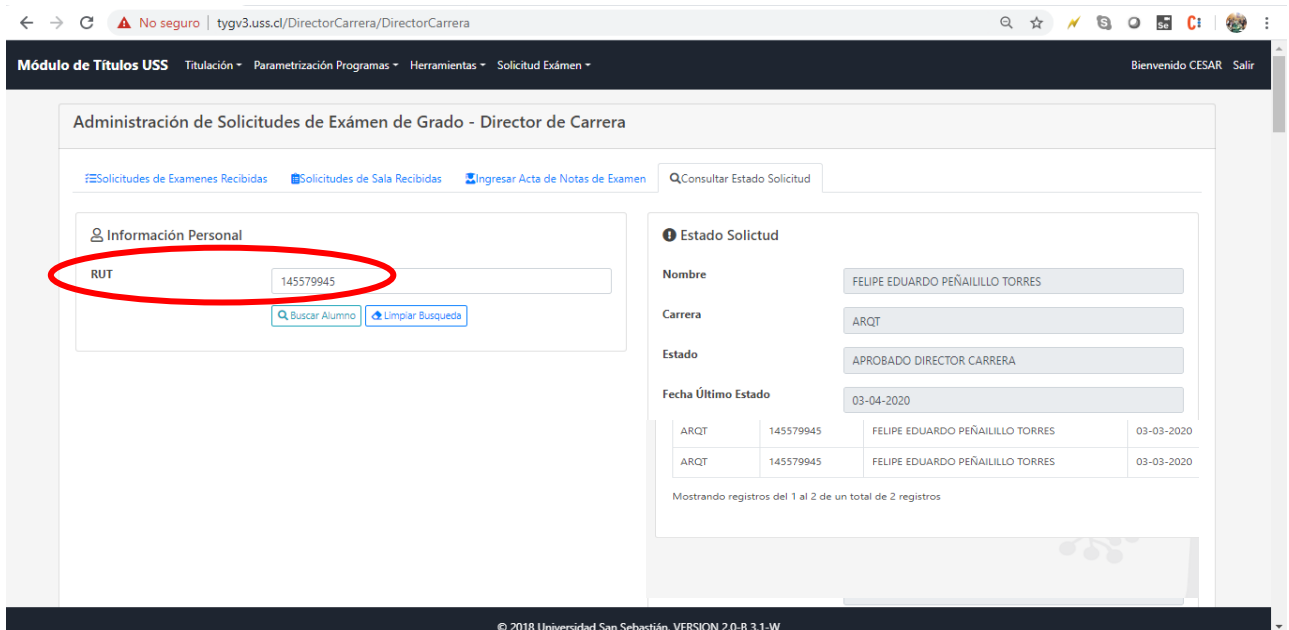 No seguro | tygv3.uss.cl/DirectorCarrera/DirectorCarrera
Módulo de Títulos USS Titulación Parametrización Programas Herramientas Solicitud Exámen Bienvenido CESAR Salir
Administración de Solicitudes de Exámen de Grado - Director de Carrera
Solicitudes de Examenes Recibidas Solicitudes de Sala Recibidas Ingresar Acta de Notas de Examen Consultar Estado Solicitud
Información Personal
RUT 145579945
Buscar Alumno Limpiar Busqueda
Estado Solictud
Nombre FELIPE EDUARDO PEÑAILILLO TORRES
Carrera ARQT
Estado APROBADO DIRECTOR CARRERA
Fecha Último Estado 03-04-2020
ARQT 145579945 FELIPE EDUARDO PEÑAILILLO TORRES 03-03-2020
ARQT 145579945 FELIPE EDUARDO PEÑAILILLO TORRES 03-03-2020
Mostrando registros del 1 al 2 de un total de 2 registros
© 2018 Universidad San Sebastián. VERSION 2.0-B 3.1-W